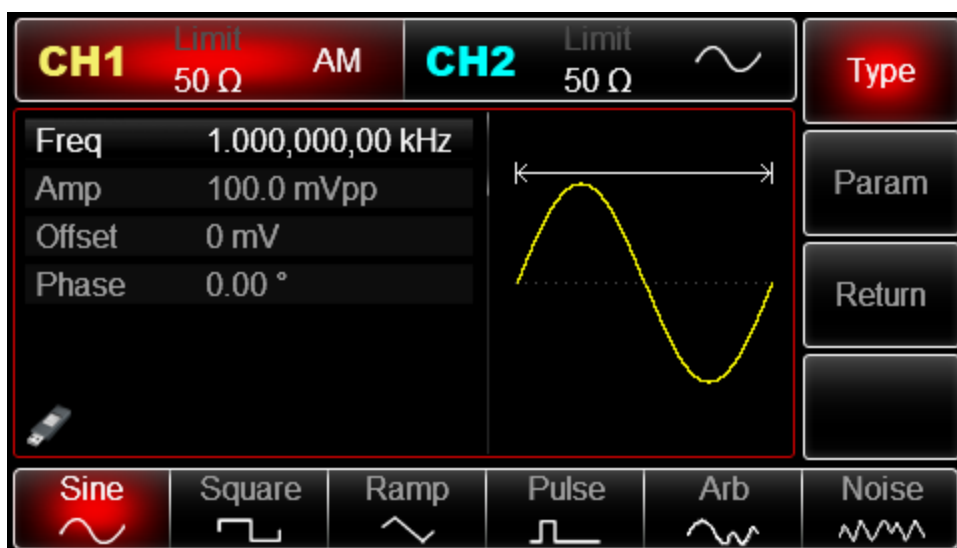 CH1 Limit 50 Ω AM
CH2 Limit 50 Ω
Type
Freq 1.000,000,00 kHz
Amp 100.0 mVpp
Offset 0 mV
Phase 0.00 °
Param
Return
Sine Square Ramp Pulse Arb Noise